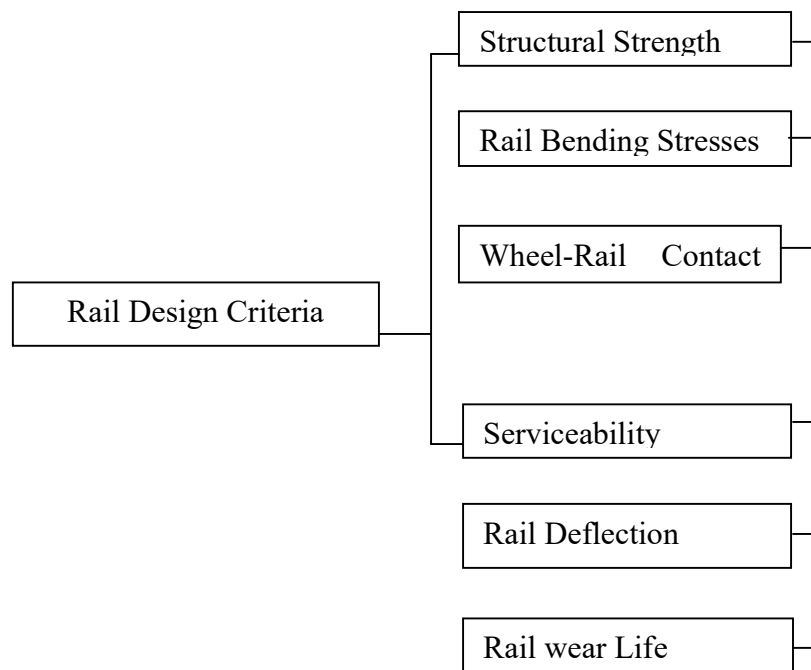 Structural Strength
Rail Bending Stresses
Wheel-Rail Contact
Rail Design Criteria
Serviceability
Rail Deflection
Rail wear Life